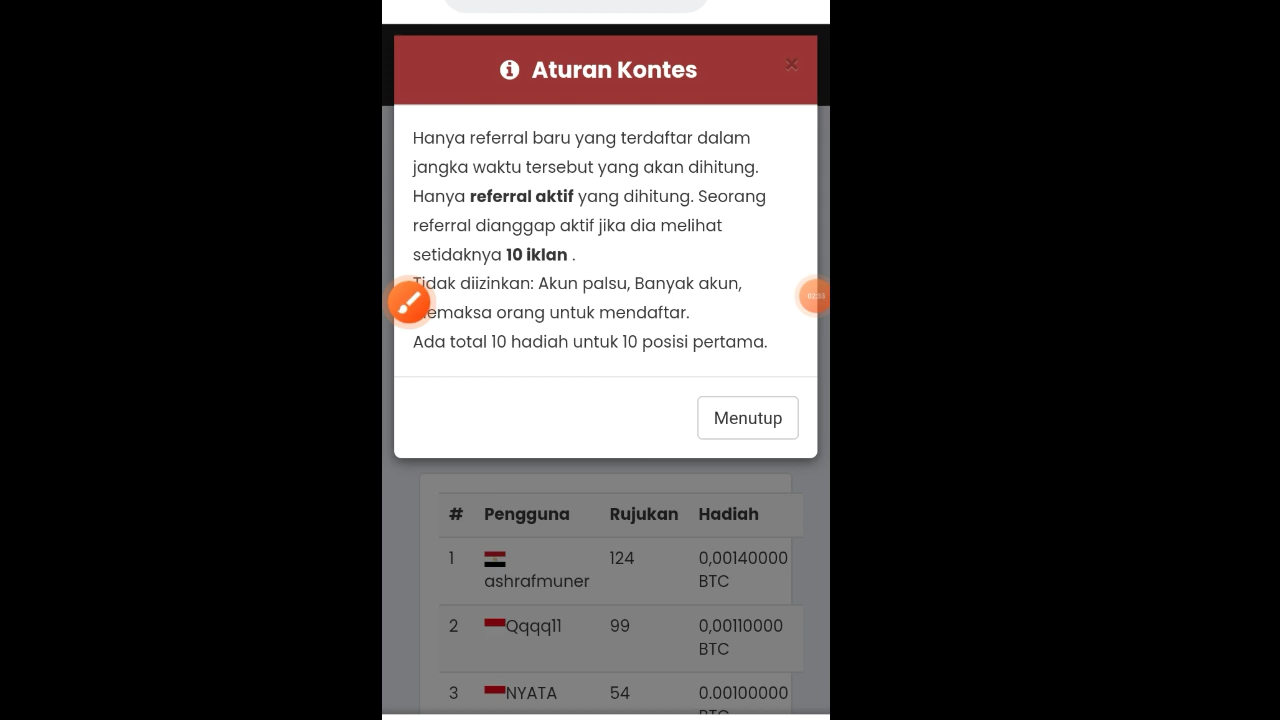 Aturan Kontes
×
Hanya referral baru yang terdaftar dalam
jangka waktu tersebut yang akan dihitung.
Hanya referral aktif yang dihitung. Seorang
referral dianggap aktif jika dia melihat
setidaknya 10 iklan .
Tidak diizinkan: Akun palsu, Banyak akun,
memaksa orang untuk mendaftar.
Ada total 10 hadiah untuk 10 posisi pertama.
Menutup
# Pengguna Rujukan Hadiah
1 ashrafmuner 124 0,00140000 BTC
2 Qqqq11 99 0,00110000 BTC
3 NYATA 54 0.00100000 BTC